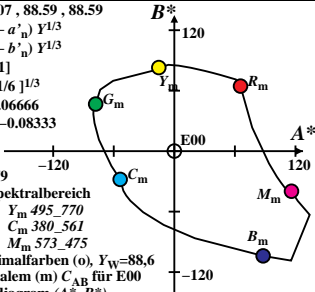 07 , 88.59 , 88.59
B*
120
– a'n) Y1/3
– b'n) Y1/3
1]
1/6 ]1/3
.06666
–0.08333
Ym
Rm
Gm
E00
A*
–120
120
Cm
Mm
Bm
–120
9
pektralbereich
Ym 495_770
Cm 380_561
Mm 573_475
imalfarben (o), YW=88,6
alem (m) CAB für E00